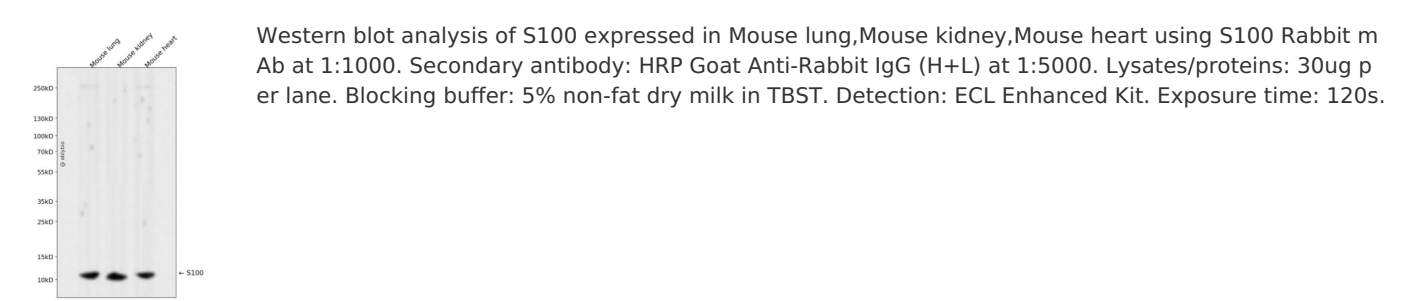 Mouse lung
Mouse kidney
Mouse heart
250kD
130kD
100kD
70kD
55kD
35kD
25kD
15kD
10kD
← S100
Western blot analysis of S100 expressed in Mouse lung,Mouse kidney,Mouse heart using S100 Rabbit m
Ab at 1:1000. Secondary antibody: HRP Goat Anti-Rabbit IgG (H+L) at 1:5000. Lysates/proteins: 30ug p
er lane. Blocking buffer: 5% non-fat dry milk in TBST. Detection: ECL Enhanced Kit. Exposure time: 120s.